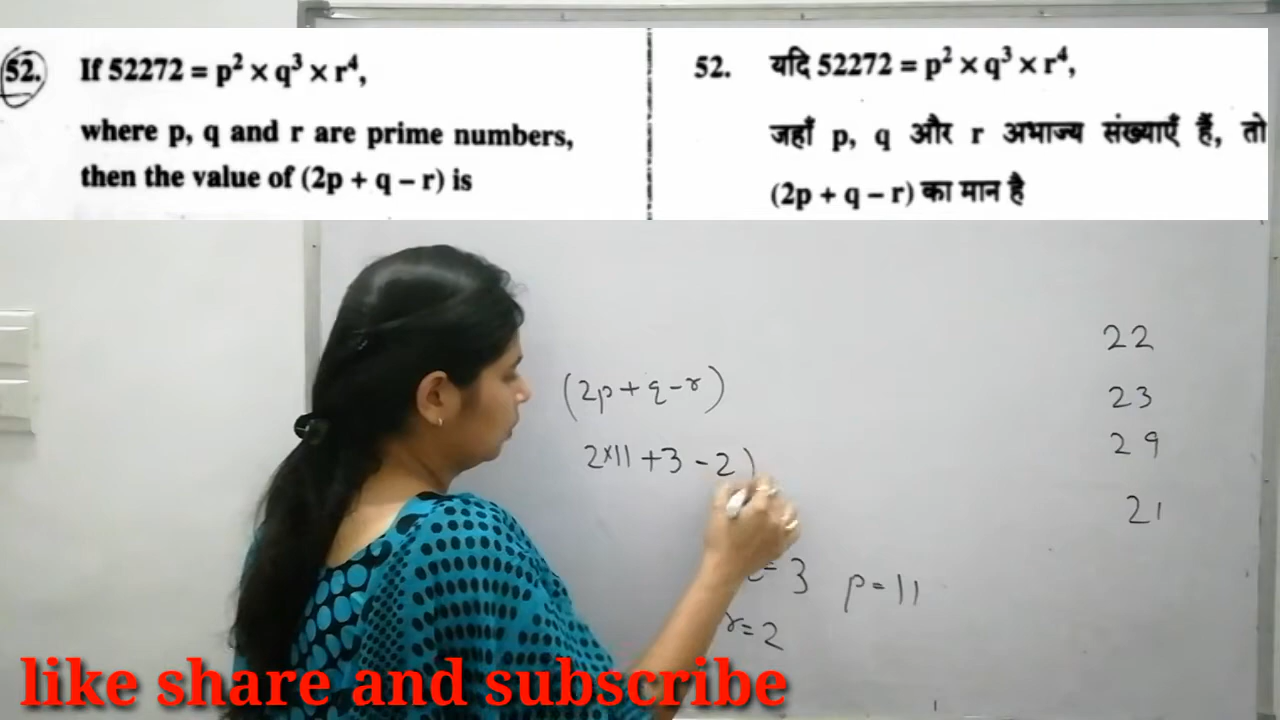 52. If 52272 = p² × q³ × r⁴,
where p, q and r are prime numbers,
then the value of (2p + q – r) is
52. यदि 52272 = p² × q³ × r⁴,
जहाँ p, q और r अभाज्य संख्याएँ हैं, तो
(2p + q – r) का मान है
(2p + q - r)
2×11 + 3 - 2)
= 3 p = 11
r = 2
22
23
29
21
like share and subscribe